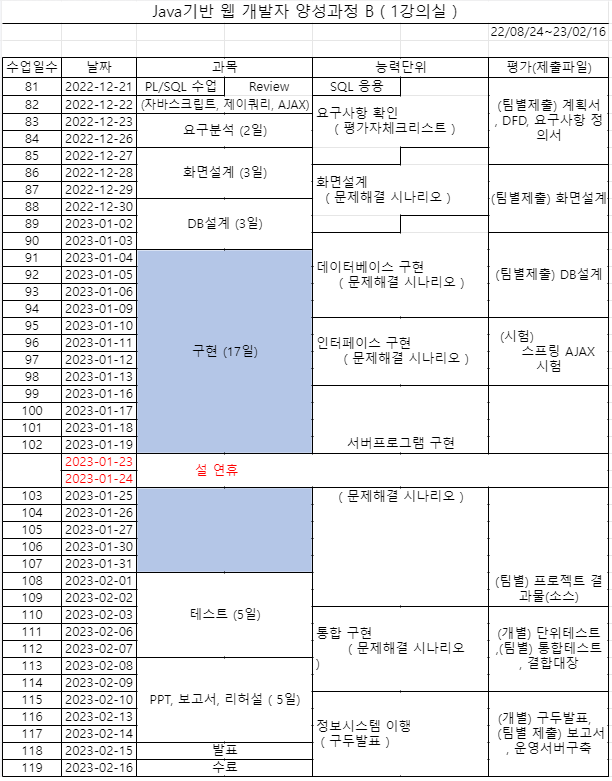 Java기반 웹 개발자 양성과정 B ( 1강의실 )
22/08/24~23/02/16
수업일수 날짜 과목 능력단위 평가(제출파일)
81 2022-12-21 PL/SQL 수업 Review SQL 응용
82 2022-12-22 (자바스크립트, 제이쿼리, AJAX)
83 2022-12-23
84 2022-12-26
요구분석 (2일)
요구사항 확인
( 평가자체크리스트 )
(팀별제출) 계획서
, DFD, 요구사항 정
의서
85 2022-12-27
86 2022-12-28
87 2022-12-29
화면설계 (3일)
화면설계
( 문제해결 시나리오 )
(팀별제출) 화면설계
88 2022-12-30
89 2023-01-02
90 2023-01-03
DB설계 (3일)
91 2023-01-04
92 2023-01-05
93 2023-01-06
94 2023-01-09
데이터베이스 구현
( 문제해결 시나리오 )
(팀별제출) DB설계
95 2023-01-10
96 2023-01-11
97 2023-01-12
98 2023-01-13
구현 (17일)
인터페이스 구현
( 문제해결 시나리오 )
(시험)
스프링 AJAX
시험
99 2023-01-16
100 2023-01-17
101 2023-01-18
102 2023-01-19
서버프로그램 구현
2023-01-23
2023-01-24
설 연휴
103 2023-01-25
104 2023-01-26
105 2023-01-27
106 2023-01-30
107 2023-01-31
( 문제해결 시나리오 )
108 2023-02-01
109 2023-02-02
110 2023-02-03
111 2023-02-06
112 2023-02-07
테스트 (5일)
(팀별) 프로젝트 결
과물(소스)
통합 구현
( 문제해결 시나리오
)
(개별) 단위테스트
,(팀별) 통합테스트
, 결합대장
113 2023-02-08
114 2023-02-09
115 2023-02-10
116 2023-02-13
117 2023-02-14
PPT, 보고서, 리허설 ( 5일)
정보시스템 이행
( 구두발표 )
(개별) 구두발표,
(팀별 제출) 보고서
, 운영서버구축
118 2023-02-15 발표
119 2023-02-16 수료